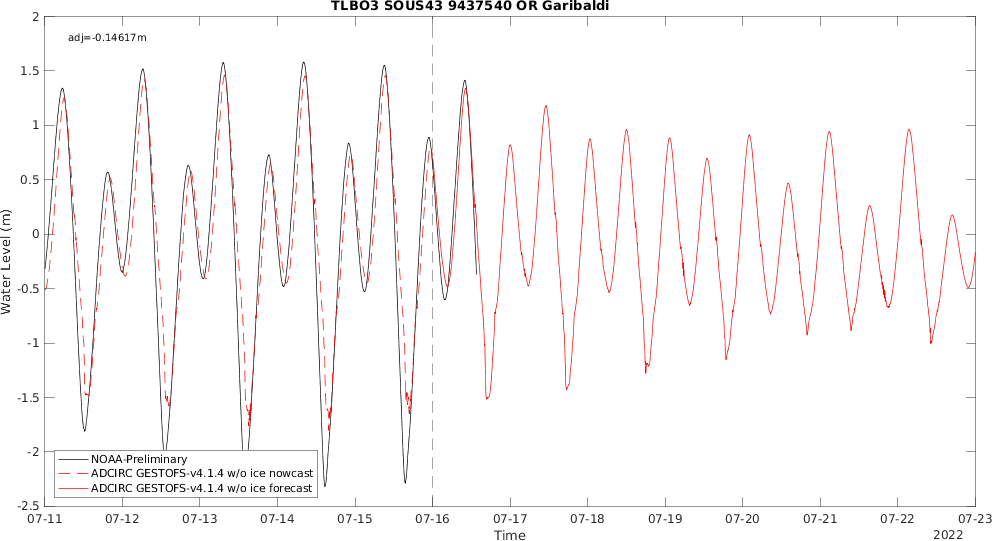 TLBO3 SOUS43 9437540 OR Garibaldi
adj=-0.14617m
2
1.5
1
0.5
0
-0.5
-1
-1.5
-2
-2.5
Water Level (m)
NOAA-Preliminary
ADCIRC GESTOFS-v4.1.4 w/o ice nowcast
ADCIRC GESTOFS-v4.1.4 w/o ice forecast
07-11 07-12 07-13 07-14 07-15 07-16 07-17 07-18 07-19 07-20 07-21 07-22 07-23
Time
2022